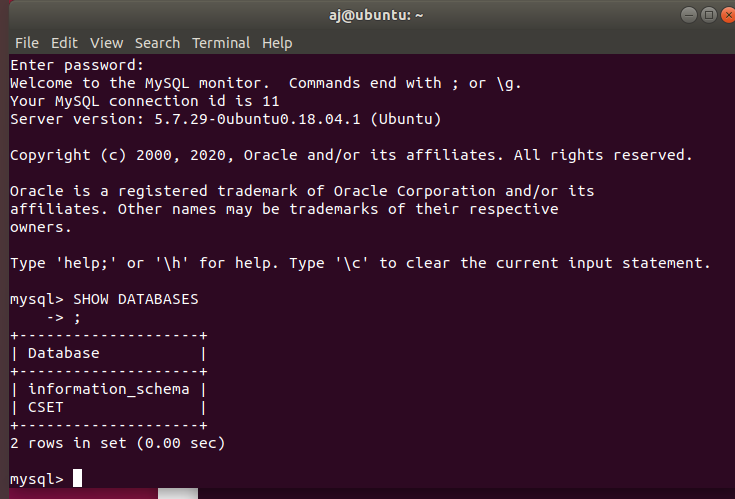 aj@ubuntu: ~
File Edit View Search Terminal Help
Enter password:
Welcome to the MySQL monitor.  Commands end with ; or \g.
Your MySQL connection id is 11
Server version: 5.7.29-0ubuntu0.18.04.1 (Ubuntu)
Copyright (c) 2000, 2020, Oracle and/or its affiliates. All rights reserved.
Oracle is a registered trademark of Oracle Corporation and/or its
affiliates. Other names may be trademarks of their respective
owners.
Type 'help;' or '\h' for help. Type '\c' to clear the current input statement.
mysql> SHOW DATABASES
    -> ;
+--------------------+
| Database           |
+--------------------+
| information_schema |
| CSET               |
+--------------------+
2 rows in set (0.00 sec)
mysql>